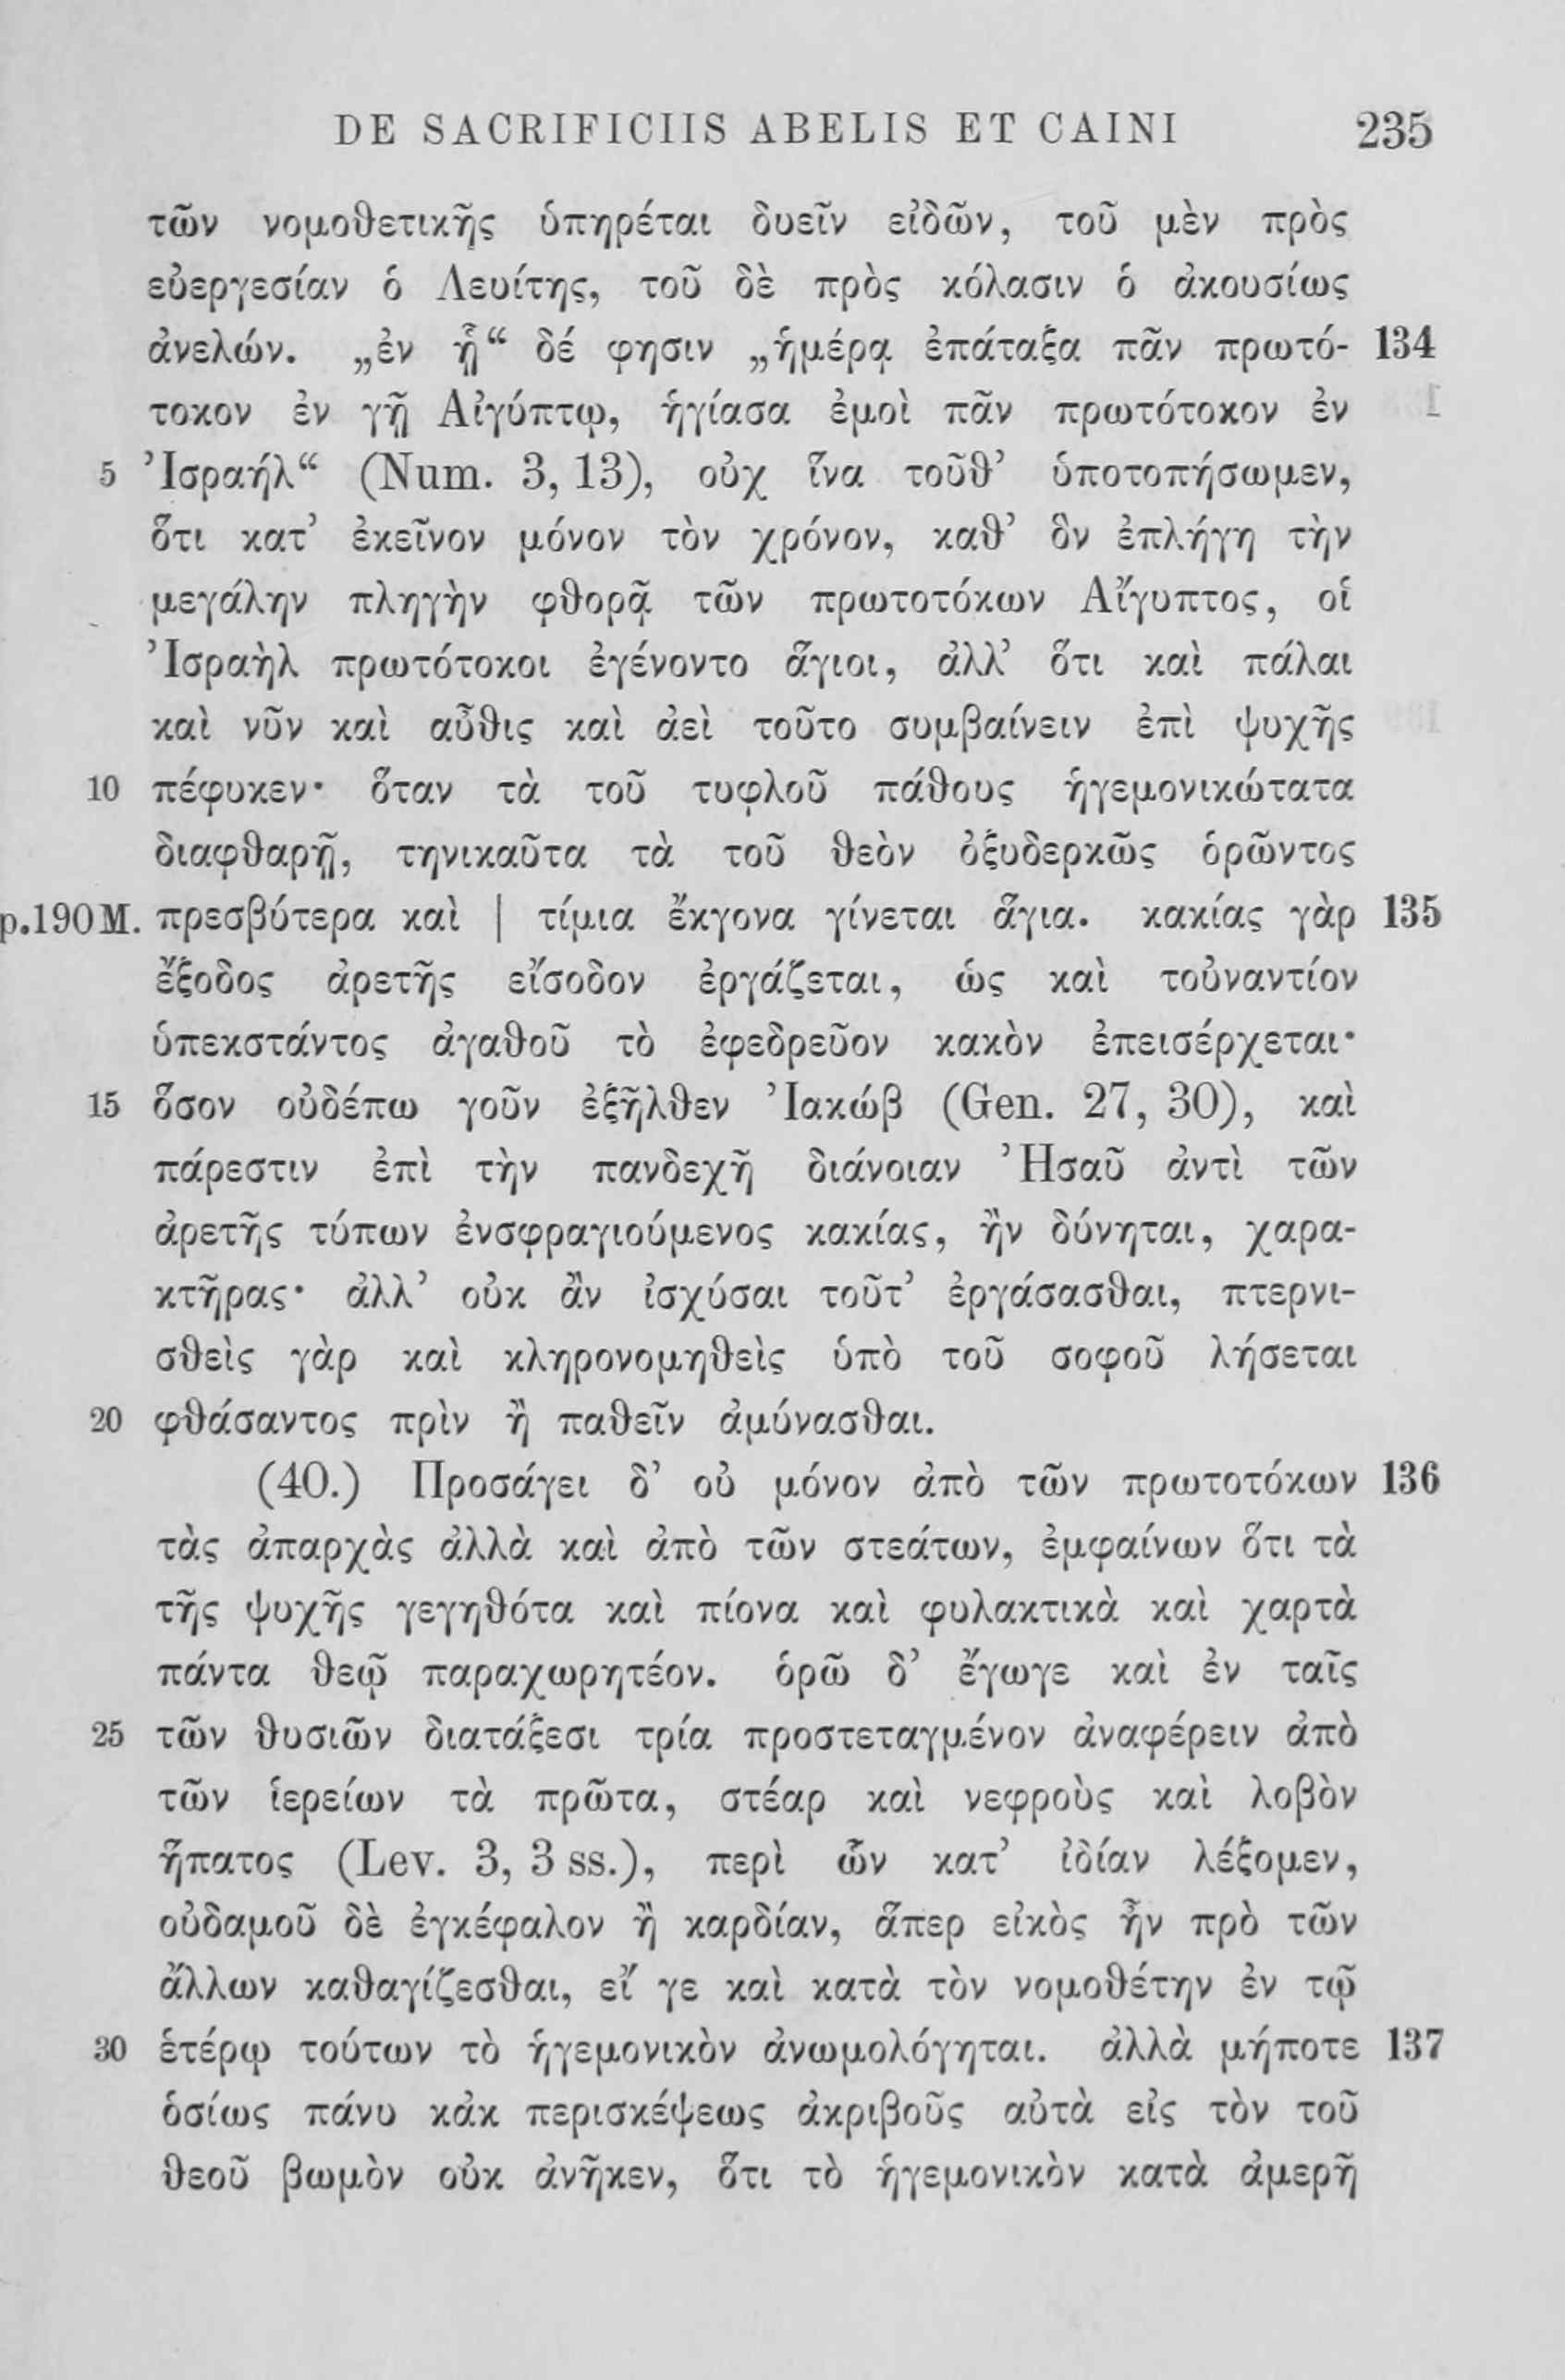 DE SACRIFICIIS ABELIS ET CAINI 235
τῶν νομοθετικῆς ὑπηρέται δυεῖν εἰδῶν, τοῦ μὲν πρὸς
εὐεργεσίαν ὁ Λευίτης, τοῦ δὲ πρὸς κόλασιν ὁ ἀκουσίως
ἀνελών. „ἐν ᾗ“ δέ φησιν „ἡμέρᾳ ἐπάταξα πᾶν πρωτό- 134
τοκον ἐν γῇ Αἰγύπτῳ, ἡγίασα ἐμοὶ πᾶν πρωτότοκον ἐν
5 Ἰσραήλ“ (Num. 3, 13), οὐχ ἵνα τοῦθ’ ὑποτοπήσωμεν,
ὅτι κατ’ ἐκεῖνον μόνον τὸν χρόνον, καθ’ ὃν ἐπλήγη τὴν
μεγάλην πληγὴν φθορᾷ τῶν πρωτοτόκων Αἴγυπτος, οἱ
Ἰσραὴλ πρωτότοκοι ἐγένοντο ἅγιοι, ἀλλ’ ὅτι καὶ πάλαι
καὶ νῦν καὶ αὖθις καὶ ἀεὶ τοῦτο συμβαίνειν ἐπὶ ψυχῆς
10 πέφυκεν· ὅταν τὰ τοῦ τυφλοῦ πάθους ἡγεμονικώτατα
διαφθαρῇ, τηνικαῦτα τὰ τοῦ θεὸν ὀξυδερκῶς ὁρῶντος
p.190 M. πρεσβύτερα καὶ | τίμια ἔκγονα γίνεται ἅγια. κακίας γὰρ 135
ἔξοδος ἀρετῆς εἴσοδον ἐργάζεται, ὡς καὶ τοὐναντίον
ὑπεκστάντος ἀγαθοῦ τὸ ἐφεδρεῦον κακὸν ἐπεισέρχεται·
15 ὅσον οὐδέπω γοῦν ἐξῆλθεν Ἰακώβ (Gen. 27, 30), καὶ
πάρεστιν ἐπὶ τὴν πανδεχῆ διάνοιαν Ἠσαῦ ἀντὶ τῶν
ἀρετῆς τύπων ἐνσφραγιούμενος κακίας, ἢν δύνηται, χαρα-
κτῆρας· ἀλλ’ οὐκ ἂν ἰσχύσαι τοῦτ’ ἐργάσασθαι, πτερνι-
σθεὶς γὰρ καὶ κληρονομηθεὶς ὑπὸ τοῦ σοφοῦ λήσεται
20 φθάσαντος πρὶν ἢ παθεῖν ἀμύνασθαι.
(40.) Προσάγει δ’ οὐ μόνον ἀπὸ τῶν πρωτοτόκων 136
τὰς ἀπαρχὰς ἀλλὰ καὶ ἀπὸ τῶν στεάτων, ἐμφαίνων ὅτι τὰ
τῆς ψυχῆς γεγηθότα καὶ πίονα καὶ φυλακτικὰ καὶ χαρτὰ
πάντα θεῷ παραχωρητέον. ὁρῶ δ’ ἔγωγε καὶ ἐν ταῖς
25 τῶν θυσιῶν διατάξεσι τρία προστεταγμένον ἀναφέρειν ἀπὸ
τῶν ἱερείων τὰ πρῶτα, στέαρ καὶ νεφροὺς καὶ λοβὸν
ἥπατος (Lev. 3, 3 ss.), περὶ ὧν κατ’ ἰδίαν λέξομεν,
οὐδαμοῦ δὲ ἐγκέφαλον ἢ καρδίαν, ἅπερ εἰκὸς ἦν πρὸ τῶν
ἄλλων καθαγίζεσθαι, εἴ γε καὶ κατὰ τὸν νομοθέτην ἐν τῷ
30 ἑτέρῳ τούτων τὸ ἡγεμονικὸν ἀνωμολόγηται. ἀλλὰ μήποτε 137
ὁσίως πάνυ κἀκ περισκέψεως ἀκριβοῦς αὐτὰ εἰς τὸν τοῦ
θεοῦ βωμὸν οὐκ ἀνῆκεν, ὅτι τὸ ἡγεμονικὸν κατὰ ἀμερῆ